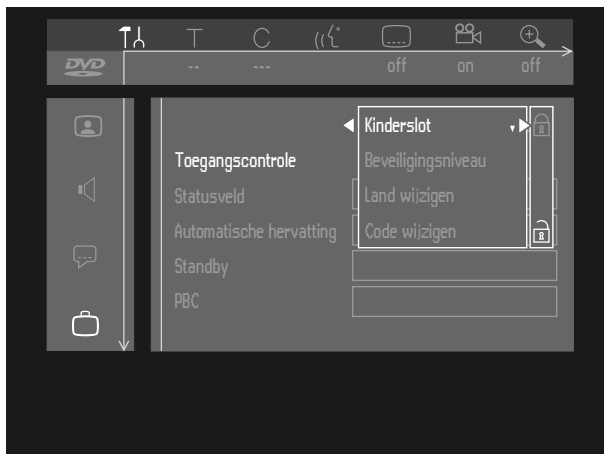 T C
DVD -- --- off on off
Kinderslot
Toegangscontrole Beveiligingsniveau
Statusveld Land wijzigen
Automatische hervatting Code wijzigen
Standby
PBC